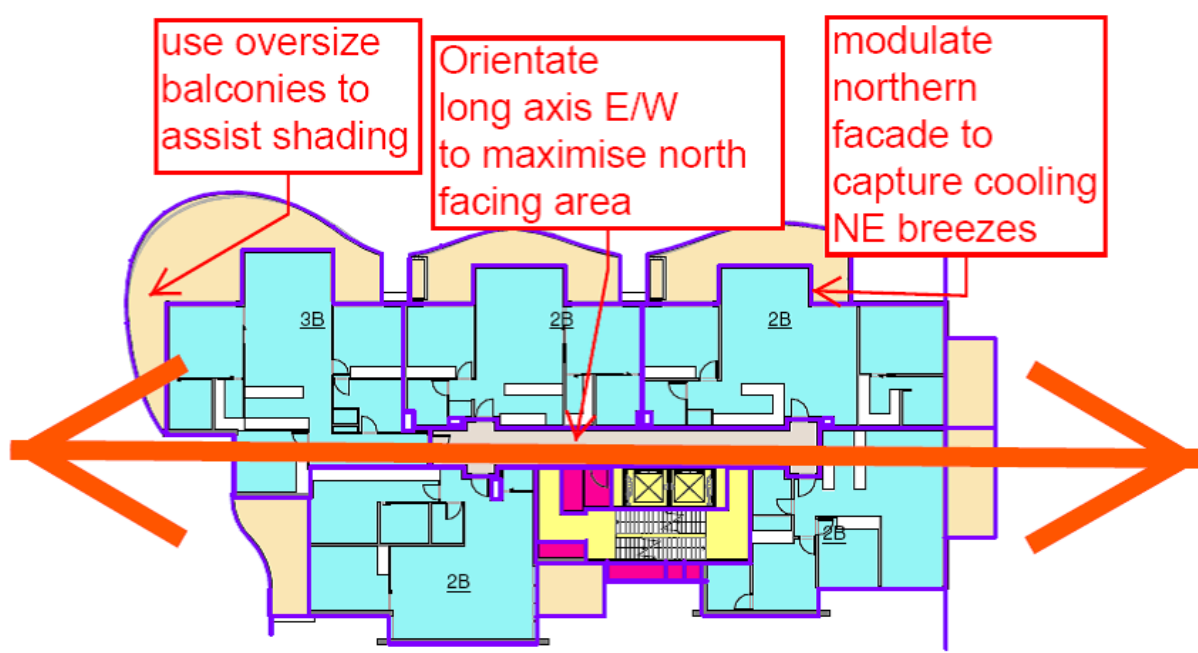 use oversize
balconies to
assist shading
Orientate
long axis E/W
to maximise north
facing area
modulate
northern
facade to
capture cooling
NE breezes
3B
2B
2B
2B
2B